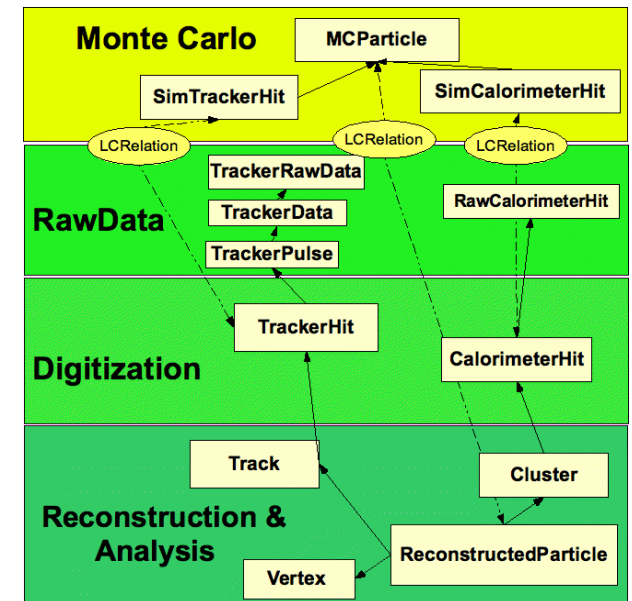 Monte Carlo
MCParticle
SimTrackerHit
SimCalorimeterHit
LCRelation
LCRelation
LCRelation
TrackerRawData
RawCalorimeterHit
TrackerData
RawData
TrackerPulse
TrackerHit
CalorimeterHit
Digitization
Track
Cluster
Reconstruction &
Analysis
ReconstructedParticle
Vertex